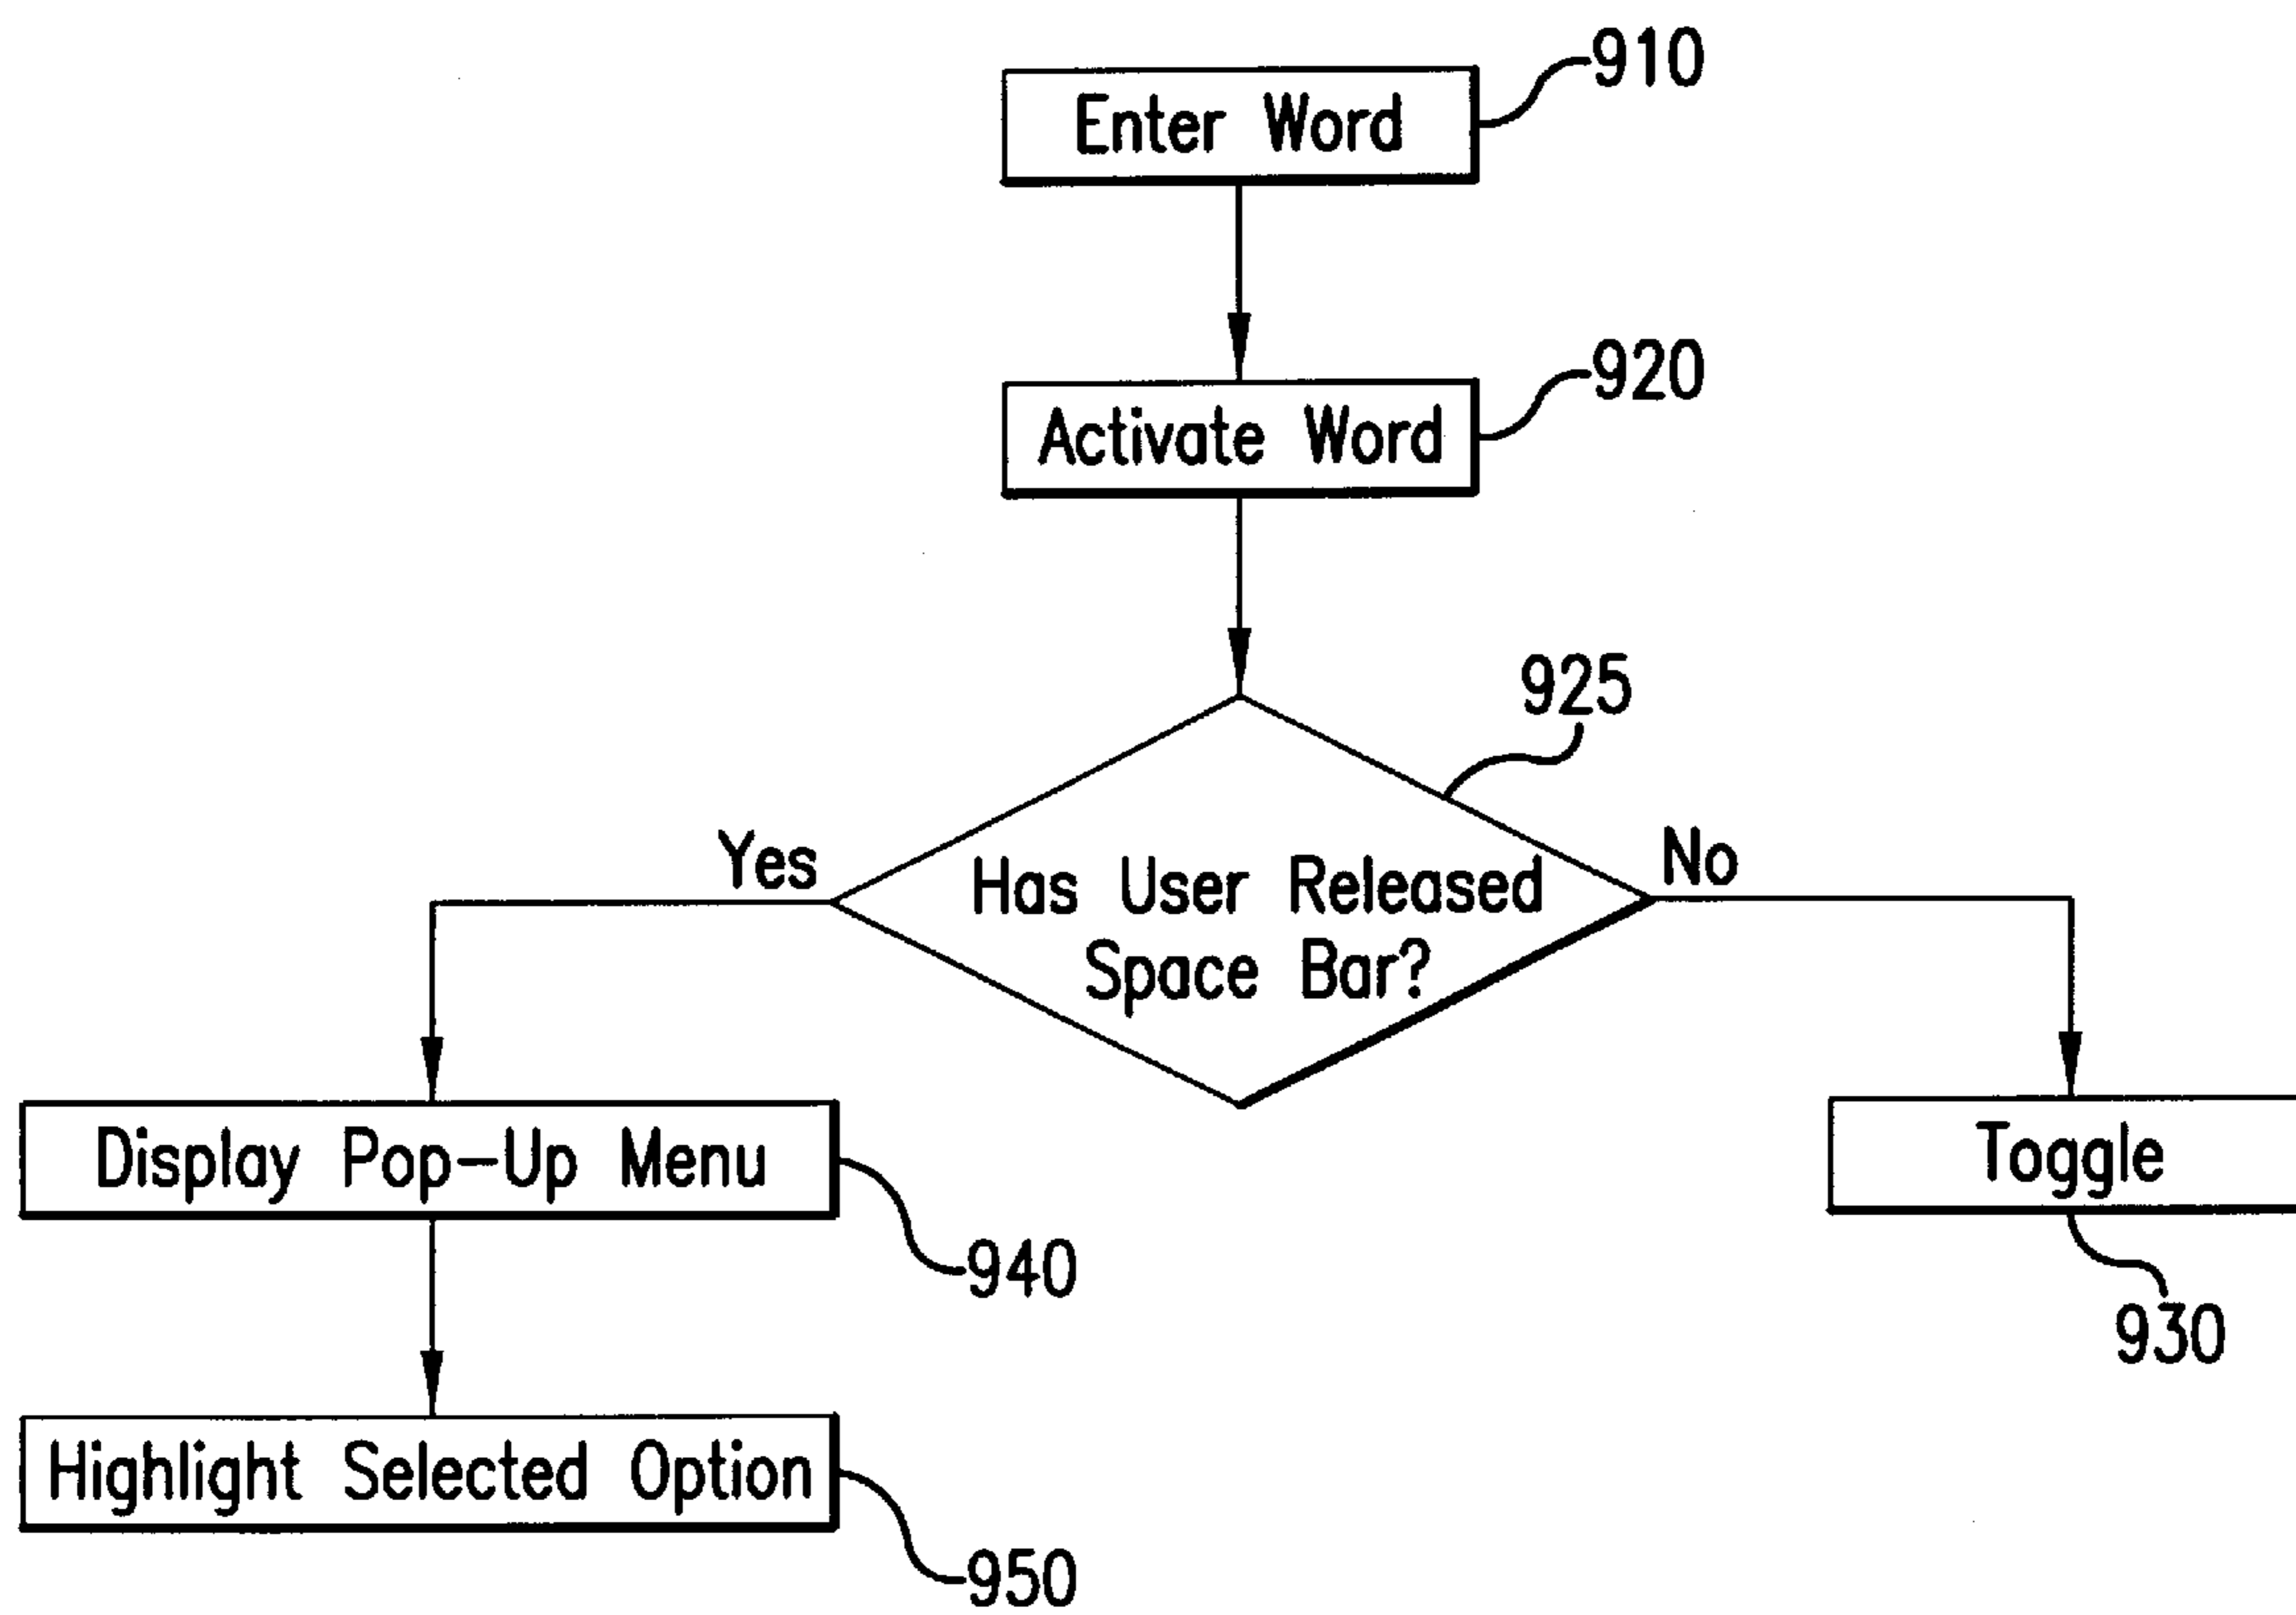 910
Enter Word
920
Activate Word
925
Yes
Has User Released
Space Bar?
No
Display Pop-Up Menu
940
Toggle
930
Highlight Selected Option
950